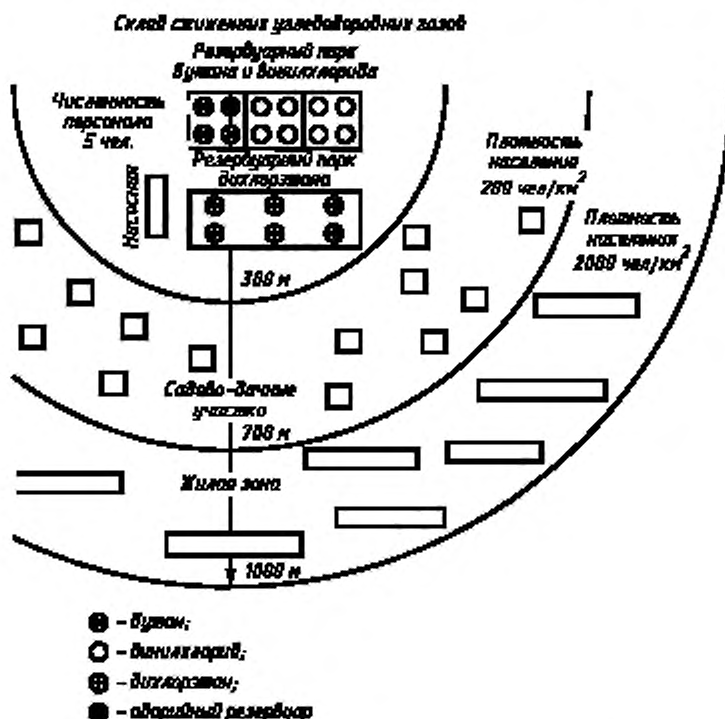 Склад сжиженных углеводородных газов
Резервуарный парк
бутана и винилхлорида
Численность
персонала
5 чел.
Резервуарный парк
дихлорэтана
Насосная
Плотность
населения
200 чел/км²
Плотность
населения
2000 чел/км²
300 м
Садово-дачные
участки
700 м
Жилая зона
1000 м
– бутан;
– винилхлорид;
– дихлорэтан;
– аварийный резервуар